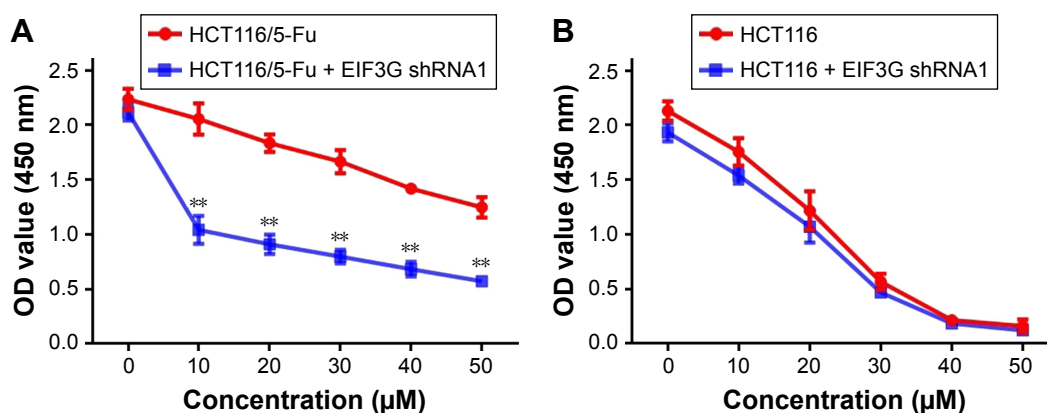 A
HCT116/5-Fu
HCT116/5-Fu + EIF3G shRNA1
OD value (450 nm)
2.5
2.0
1.5
1.0
0.5
0.0
**
**
**
**
**
0 10 20 30 40 50
Concentration (µM)
B
HCT116
HCT116 + EIF3G shRNA1
OD value (450 nm)
2.5
2.0
1.5
1.0
0.5
0.0
0 10 20 30 40 50
Concentration (µM)